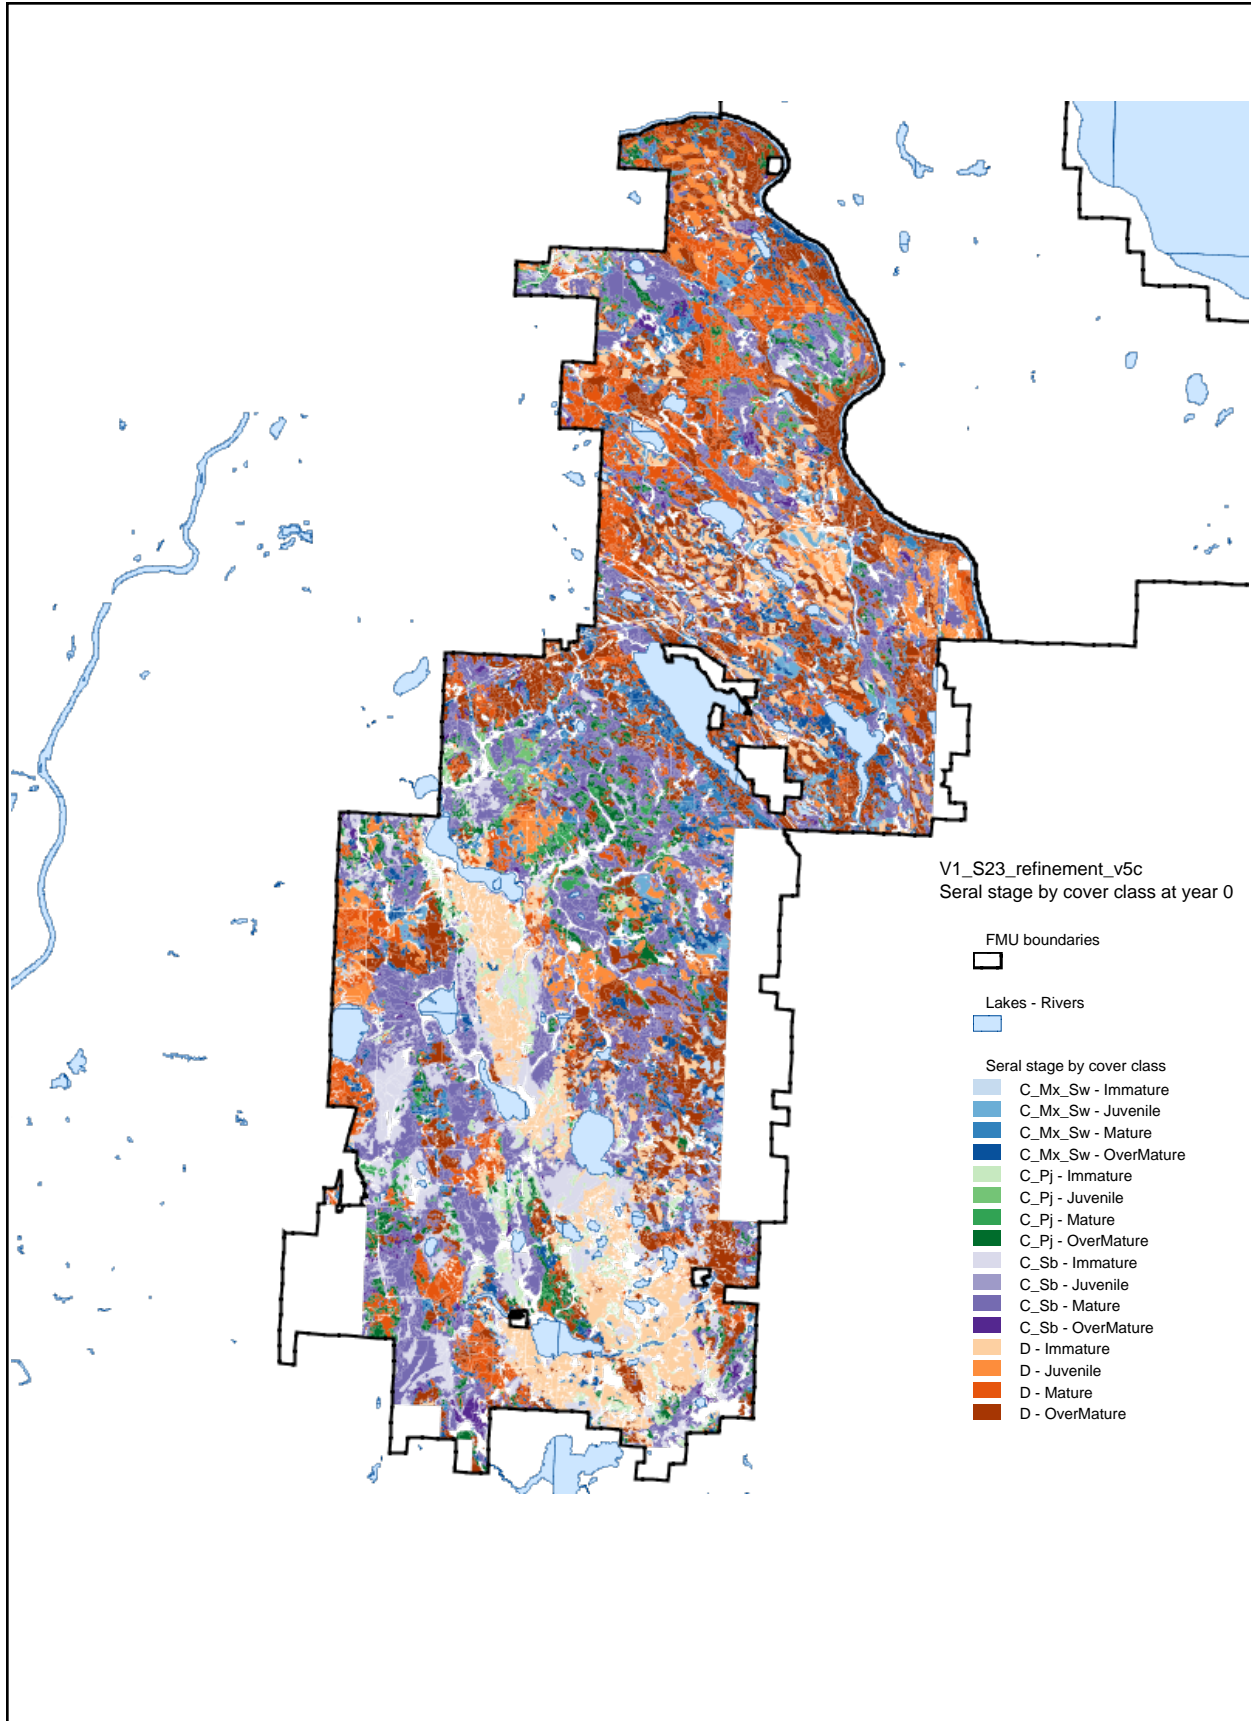 V1_S23_refinement_v5c
Seral stage by cover class at year 0
FMU boundaries
Lakes - Rivers
Seral stage by cover class
C_Mx_Sw - Immature
C_Mx_Sw - Juvenile
C_Mx_Sw - Mature
C_Mx_Sw - OverMature
C_Pj - Immature
C_Pj - Juvenile
C_Pj - Mature
C_Pj - OverMature
C_Sb - Immature
C_Sb - Juvenile
C_Sb - Mature
C_Sb - OverMature
D - Immature
D - Juvenile
D - Mature
D - OverMature